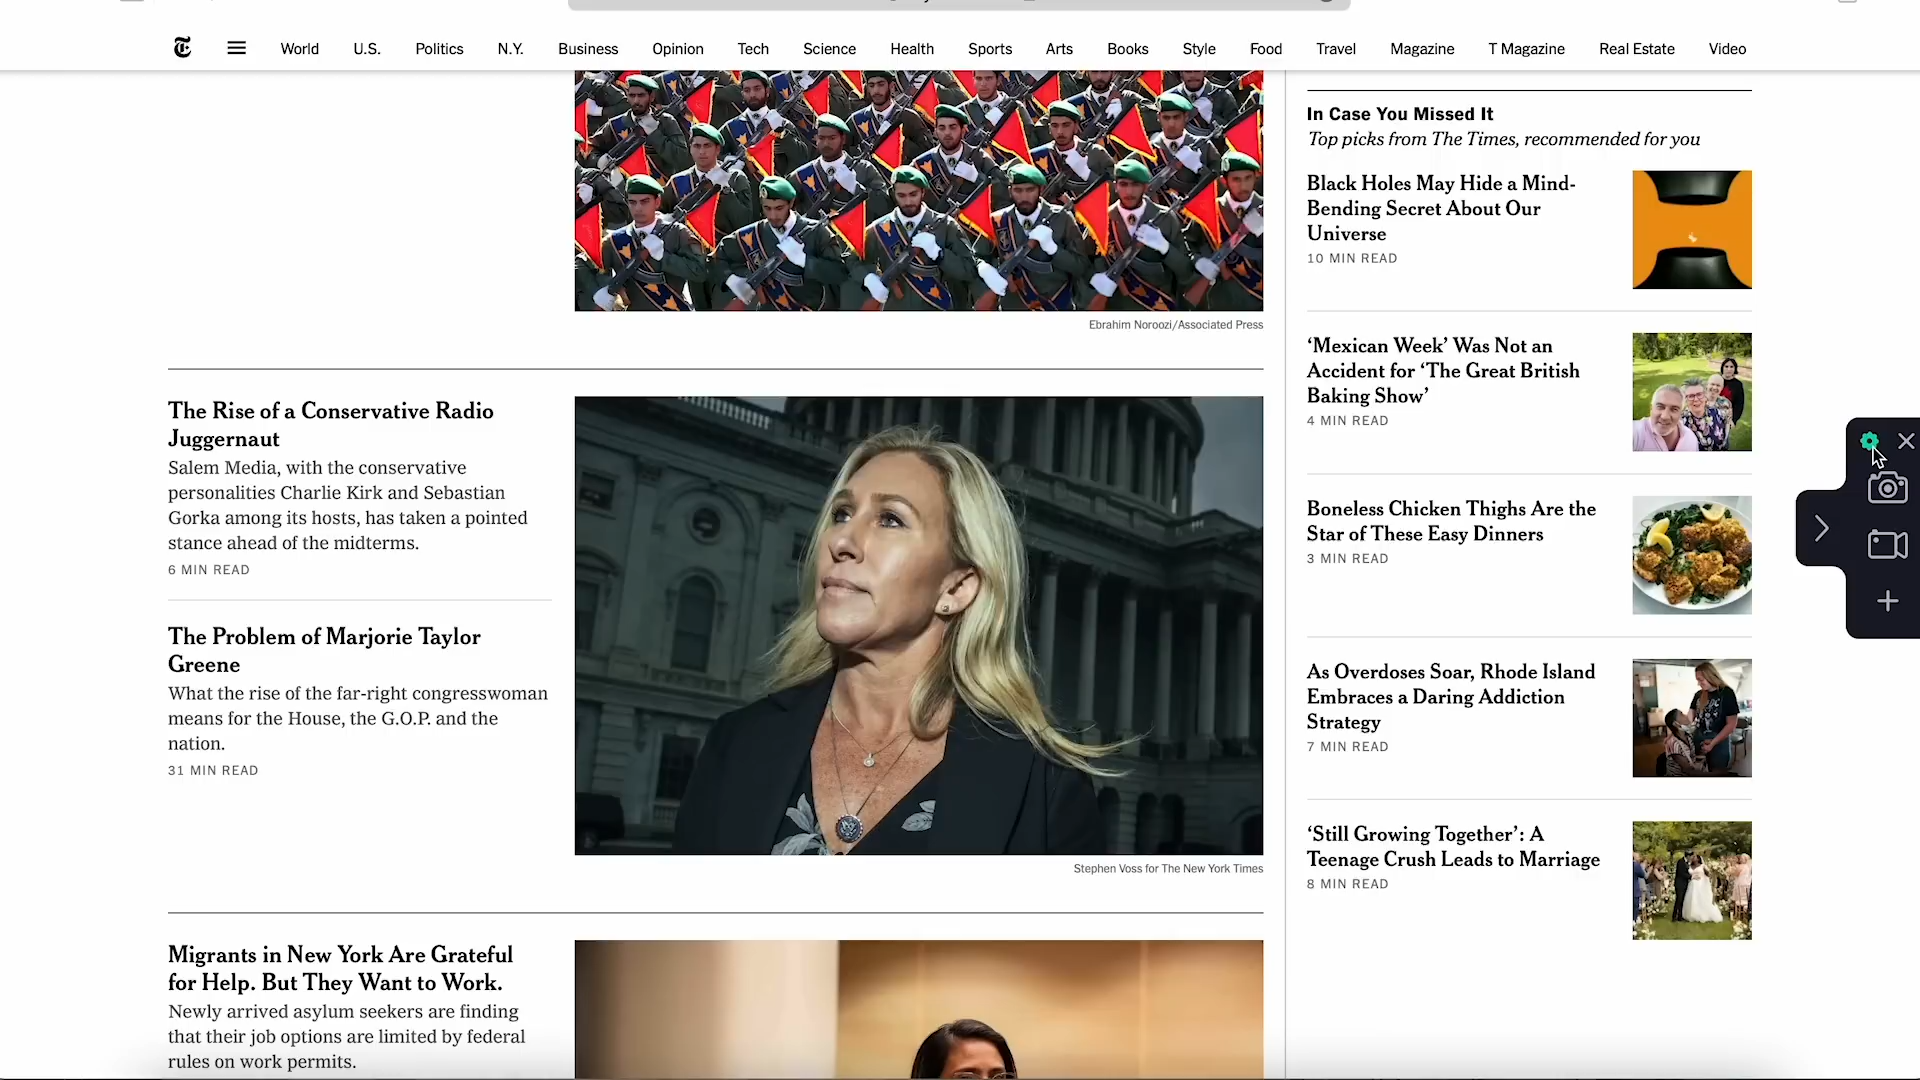 World U.S. Politics N.Y. Business Opinion Tech Science Health Sports Arts Books Style Food Travel Magazine T Magazine Real Estate Video
Ebrahim Noroozi/Associated Press
The Rise of a Conservative Radio
Juggernaut
Salem Media, with the conservative
personalities Charlie Kirk and Sebastian
Gorka among its hosts, has taken a pointed
stance ahead of the midterms.
6 MIN READ
The Problem of Marjorie Taylor
Greene
What the rise of the far-right congresswoman
means for the House, the G.O.P. and the
nation.
31 MIN READ
Stephen Voss for The New York Times
Migrants in New York Are Grateful
for Help. But They Want to Work.
Newly arrived asylum seekers are finding
that their job options are limited by federal
rules on work permits.
In Case You Missed It
Top picks from The Times, recommended for you
Black Holes May Hide a Mind-
Bending Secret About Our
Universe
10 MIN READ
‘Mexican Week’ Was Not an
Accident for ‘The Great British
Baking Show’
4 MIN READ
Boneless Chicken Thighs Are the
Star of These Easy Dinners
3 MIN READ
As Overdoses Soar, Rhode Island
Embraces a Daring Addiction
Strategy
7 MIN READ
‘Still Growing Together’: A
Teenage Crush Leads to Marriage
8 MIN READ